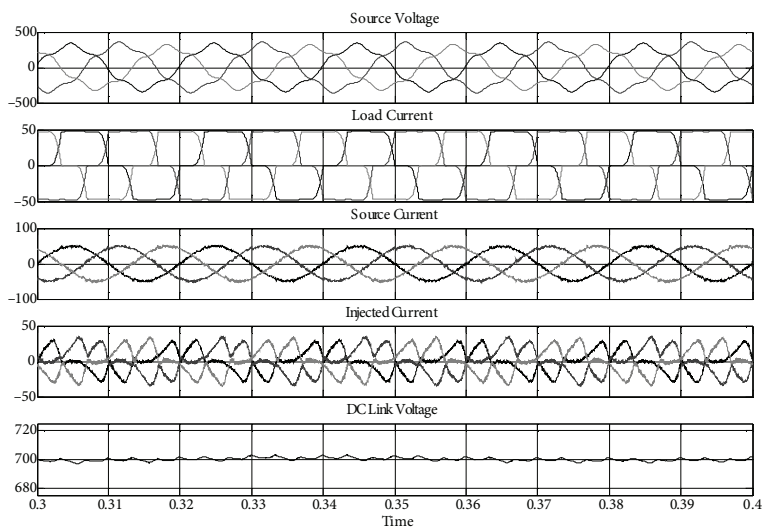 Source Voltage
500
0
−500
Load Current
50
0
−50
Source Current
100
0
−100
Injected Current
50
0
50
DC Link Voltage
720
700
680
0.3 0.31 0.32 0.33 0.34 0.35 0.36 0.37 0.38 0.39 0.4
Time